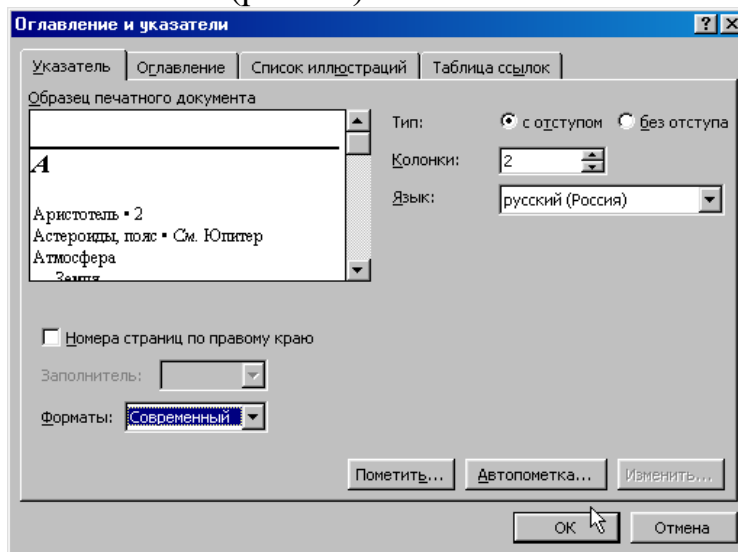 Оглавление и указатели
Указатель Оглавление Список иллюстраций Таблица ссылок
Образец печатного документа
Тип: с отступом без отступа
A
Колонки: 2
Язык: русский (Россия)
Аристотель ▪ 2
Астероиды, пояс ▪ См. Юпитер
Атмосфера
Земля
Номера страниц по правому краю
Заполнитель:
Форматы: Современный
Пометить... Автопометка... Изменить...
ОК Отмена